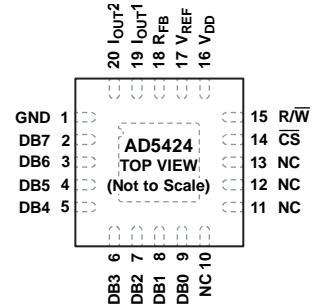 20 IOUT2
19 IOUT1
18 RFB
17 VREF
16 VDD
GND 1
DB7 2
DB6 3
DB5 4
DB4 5
AD5424
TOP VIEW
(Not to Scale)
15 R/W̅
14 C̅S̅
13 NC
12 NC
11 NC
DB3 6
DB2 7
DB1 8
DB0 9
NC 10